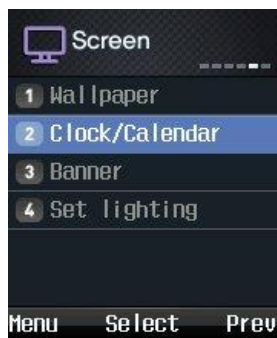 Screen
1 Wallpaper
2 Clock/Calendar
3 Banner
4 Set lighting
Menu Select Prev